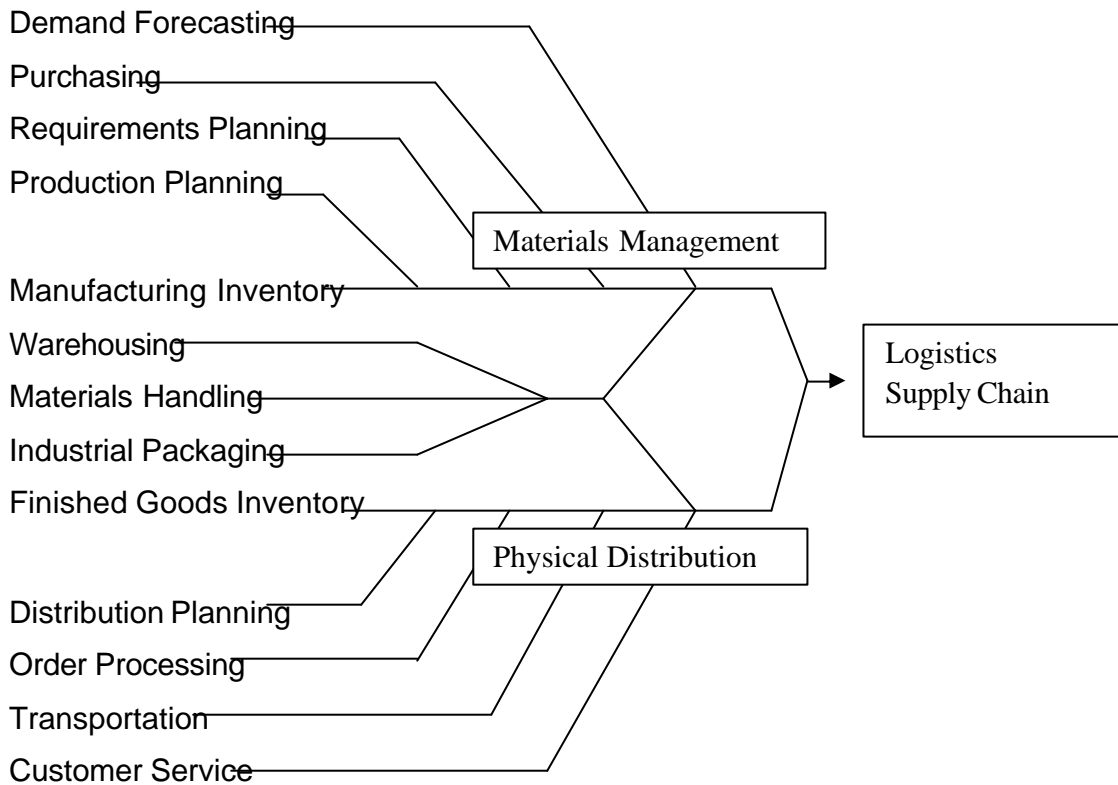 Demand Forecasting
Purchasing
Requirements Planning
Production Planning
Materials Management
Manufacturing Inventory
Warehousing
Materials Handling
Industrial Packaging
Finished Goods Inventory
Logistics
Supply Chain
Physical Distribution
Distribution Planning
Order Processing
Transportation
Customer Service